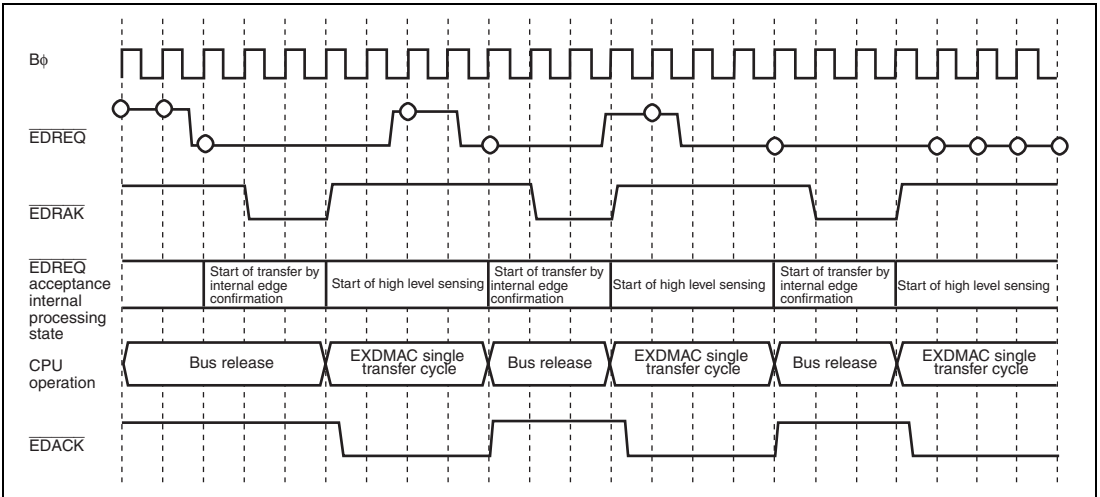 Bϕ
EDREQ
EDRAK
EDREQ
acceptance
internal
processing
state
Start of transfer by
internal edge
confirmation
Start of high level sensing
Start of transfer by
internal edge
confirmation
Start of high level sensing
Start of transfer by
internal edge
confirmation
Start of high level sensing
CPU
operation
Bus release
EXDMAC single
transfer cycle
Bus release
EXDMAC single
transfer cycle
Bus release
EXDMAC single
transfer cycle
EDACK